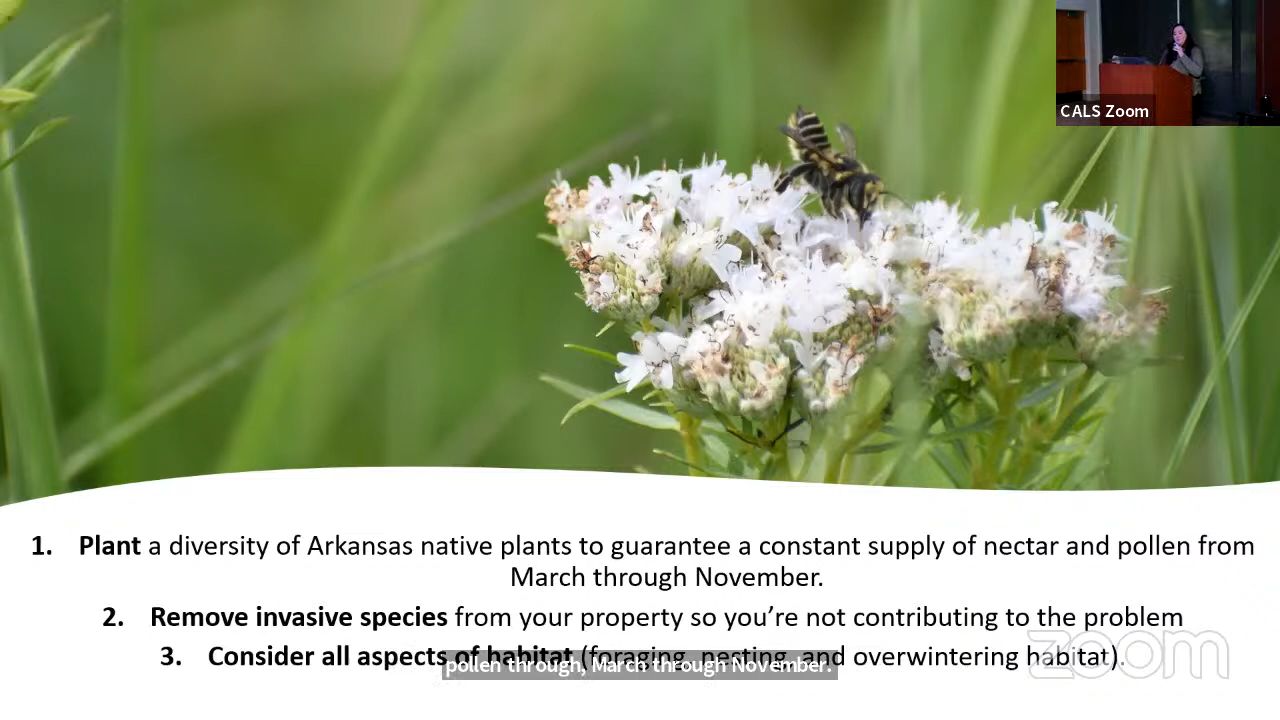 CALS Zoom
1. Plant a diversity of Arkansas native plants to guarantee a constant supply of nectar and pollen from
March through November.
2. Remove invasive species from your property so you're not contributing to the problem
3. Consider all aspects of habitat (foraging, nesting, and overwintering habitat).
pollen through, March through November.
zoom